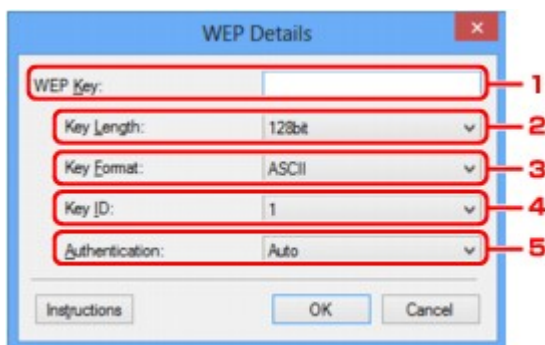 WEP Details
WEP Key: 1
Key Length: 128bit 2
Key Format: ASCII 3
Key ID: 1 4
Authentication: Auto 5
Instructions OK Cancel